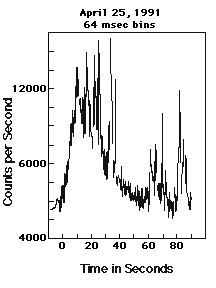 April 25, 1991
64 msec bins
Counts per Second
12000
6000
4000
0 20 40 60 80
Time in Seconds